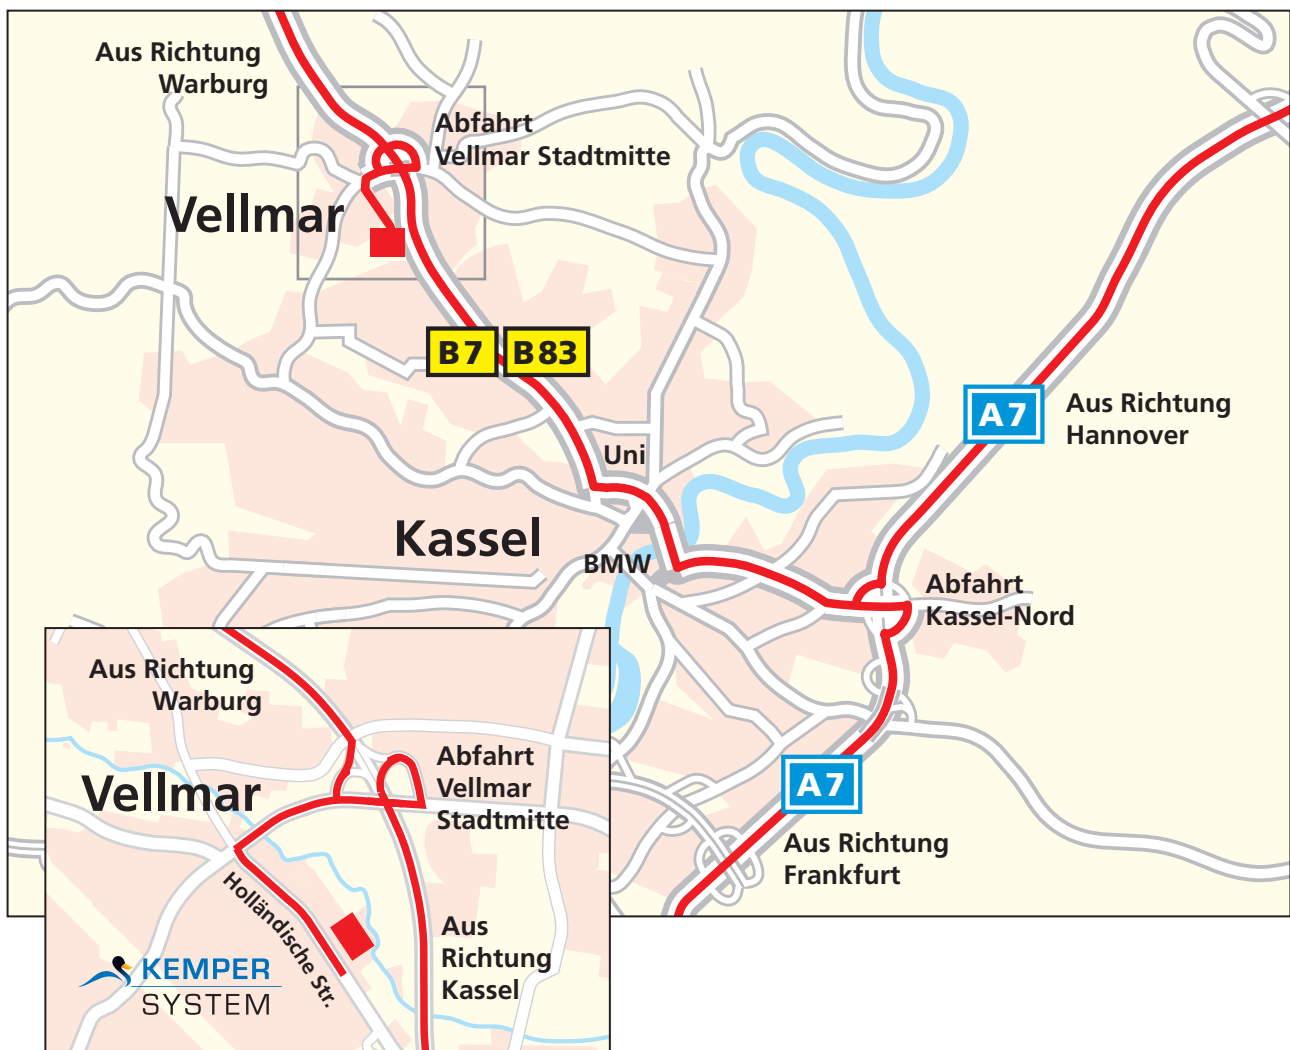 Aus Richtung
Warburg
Abfahrt
Vellmar Stadtmitte
Vellmar
B7
B83
A7
Aus Richtung
Hannover
Uni
Kassel
BMW
Abfahrt
Kassel-Nord
A7
Aus Richtung
Frankfurt
Aus Richtung
Warburg
Abfahrt
Vellmar
Stadtmitte
Vellmar
Holländische Str.
Aus
Richtung
Kassel
KEMPER
SYSTEM